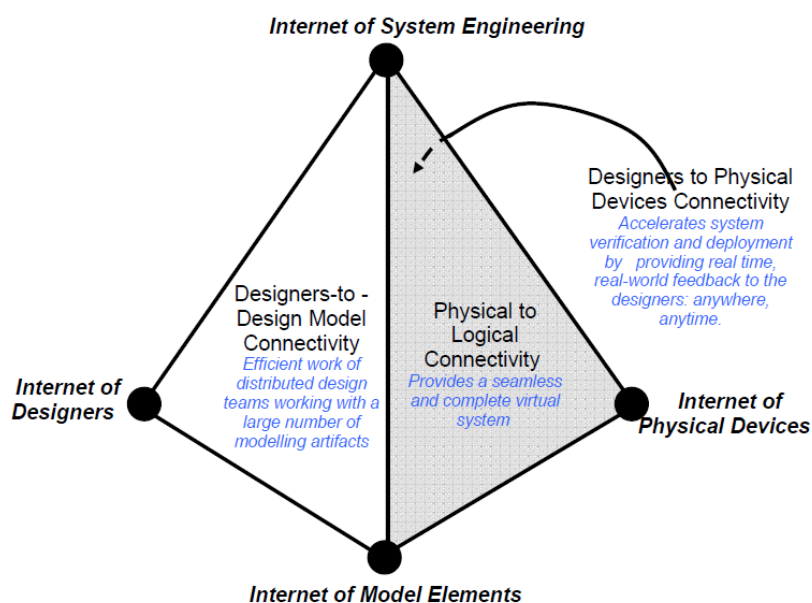 Internet of System Engineering
Designers to Physical
Devices Connectivity
Accelerates system
verification and deployment
by providing real time,
real-world feedback to the
designers: anywhere,
anytime.
Designers-to -
Design Model
Connectivity
Efficient work of
distributed design
teams working with a
large number of
modelling artifacts
Physical to
Logical
Connectivity
Provides a seamless
and complete virtual
system
Internet of
Designers
Internet of
Physical Devices
Internet of Model Elements